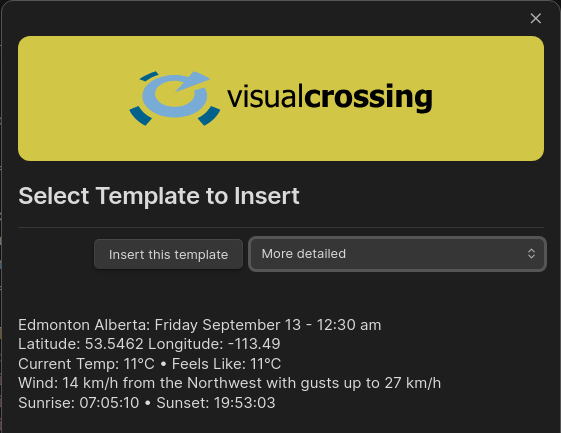 visualcrossing
Select Template to Insert
Insert this template
More detailed
Edmonton Alberta: Friday September 13 - 12:30 am
Latitude: 53.5462 Longitude: -113.49
Current Temp: 11°C • Feels Like: 11°C
Wind: 14 km/h from the Northwest with gusts up to 27 km/h
Sunrise: 07:05:10 • Sunset: 19:53:03